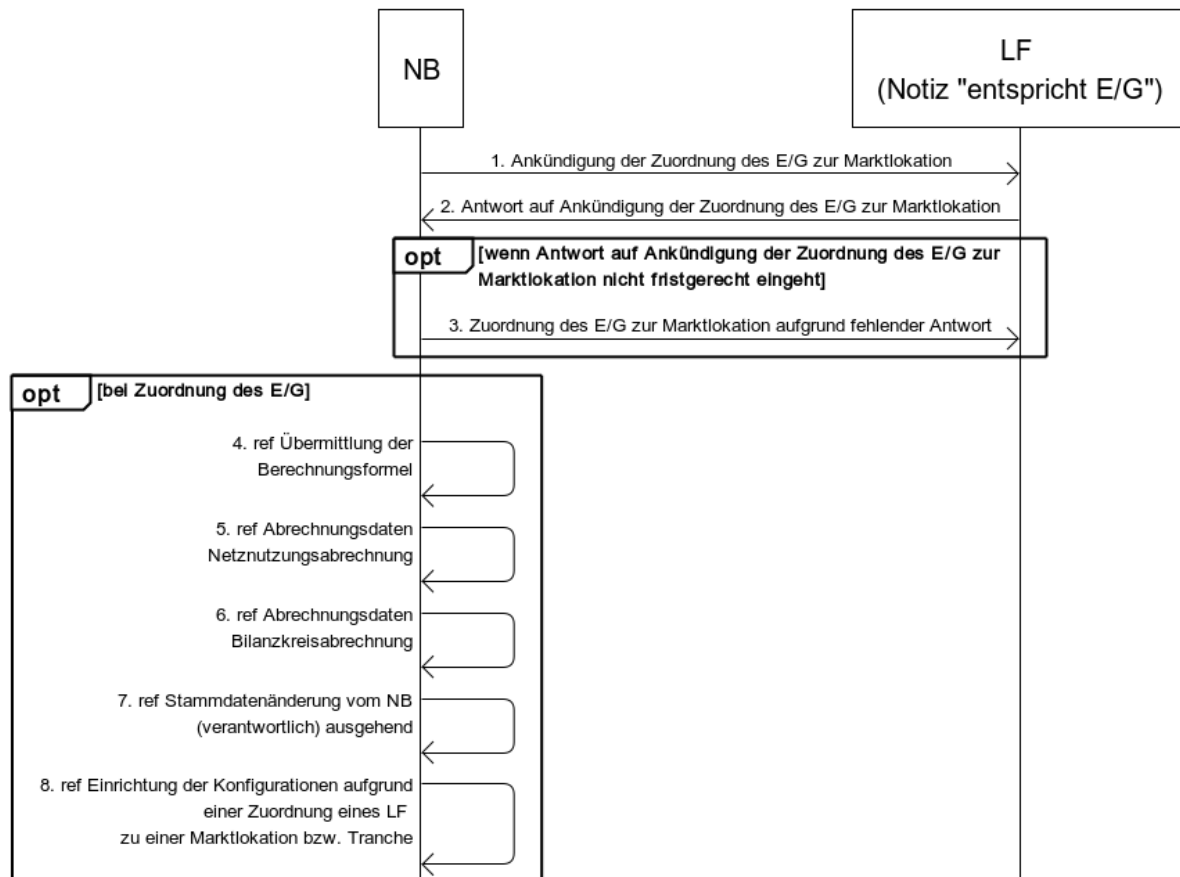 NB
LF
(Notiz "entspricht E/G")
1. Ankündigung der Zuordnung des E/G zur Marktlokation
2. Antwort auf Ankündigung der Zuordnung des E/G zur Marktlokation
opt
[wenn Antwort auf Ankündigung der Zuordnung des E/G zur
Marktlokation nicht fristgerecht eingeht]
3. Zuordnung des E/G zur Marktlokation aufgrund fehlender Antwort
opt
[bei Zuordnung des E/G]
4. ref Übermittlung der
Berechnungsformel
5. ref Abrechnungsdaten
Netznutzungsabrechnung
6. ref Abrechnungsdaten
Bilanzkreisabrechnung
7. ref Stammdatenänderung vom NB
(verantwortlich) ausgehend
8. ref Einrichtung der Konfigurationen aufgrund
einer Zuordnung eines LF
zu einer Marktlokation bzw. Tranche